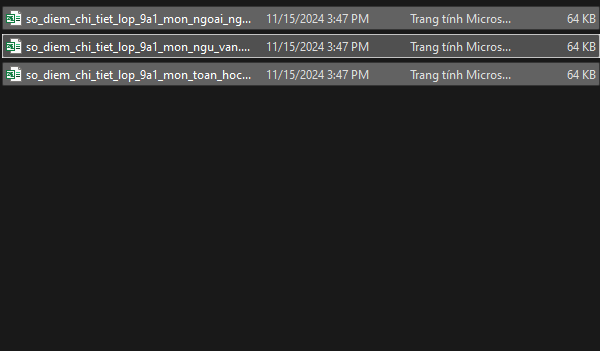 so_diem_chi_tiet_lop_9a1_mon_ngoai_ng... 11/15/2024 3:47 PM Trang tính Micros... 64 KB
so_diem_chi_tiet_lop_9a1_mon_ngu_van.... 11/15/2024 3:47 PM Trang tính Micros... 64 KB
so_diem_chi_tiet_lop_9a1_mon_toan_hoc... 11/15/2024 3:47 PM Trang tính Micros... 64 KB